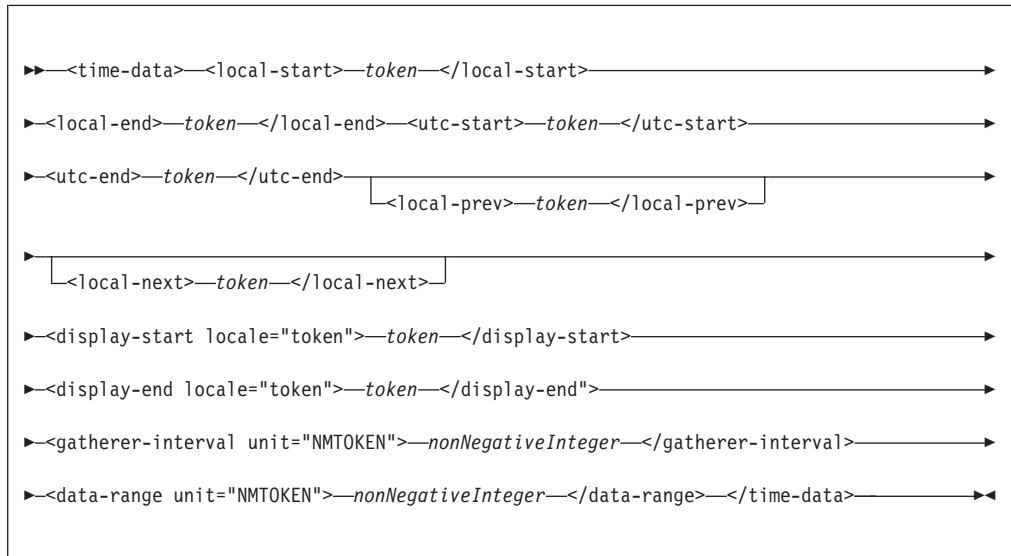 <time-data> <local-start> token </local-start>
<local-end> token </local-end> <utc-start> token </utc-start>
<utc-end> token </utc-end>
<local-prev> token </local-prev>
<local-next> token </local-next>
<display-start locale="token"> token </display-start>
<display-end locale="token"> token </display-end">
<gatherer-interval unit="NMTOKEN"> nonNegativeInteger </gatherer-interval>
<data-range unit="NMTOKEN"> nonNegativeInteger </data-range> </time-data>